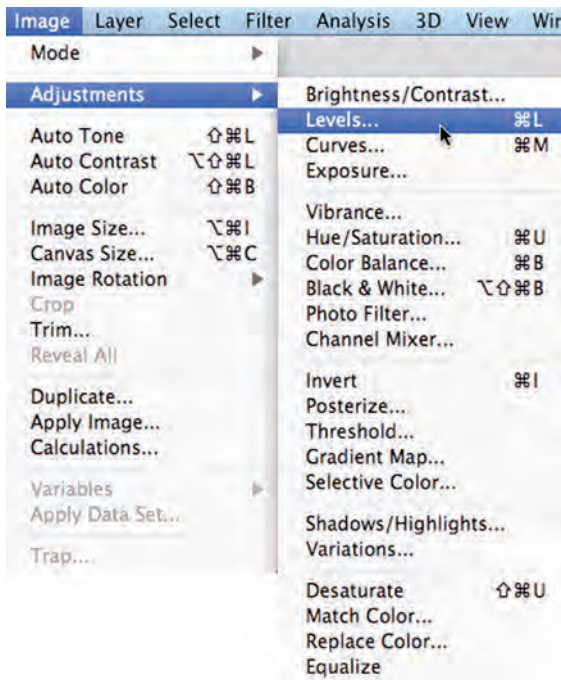 Image Layer Select Filter Analysis 3D View
Mode
Adjustments
Auto Tone ⇧⌘L
Auto Contrast ⌥⇧⌘L
Auto Color ⇧⌘B
Image Size... ⌥⌘I
Canvas Size... ⌥⌘C
Image Rotation
Crop
Trim...
Reveal All
Duplicate...
Apply Image...
Calculations...
Variables
Apply Data Set...
Trap...
Brightness/Contrast...
Levels... ⌘L
Curves... ⌘M
Exposure...
Vibrance...
Hue/Saturation... ⌘U
Color Balance... ⌘B
Black & White... ⌥⇧⌘B
Photo Filter...
Channel Mixer...
Invert ⌘I
Posterize...
Threshold...
Gradient Map...
Selective Color...
Shadows/Highlights...
Variations...
Desaturate ⇧⌘U
Match Color...
Replace Color...
Equalize